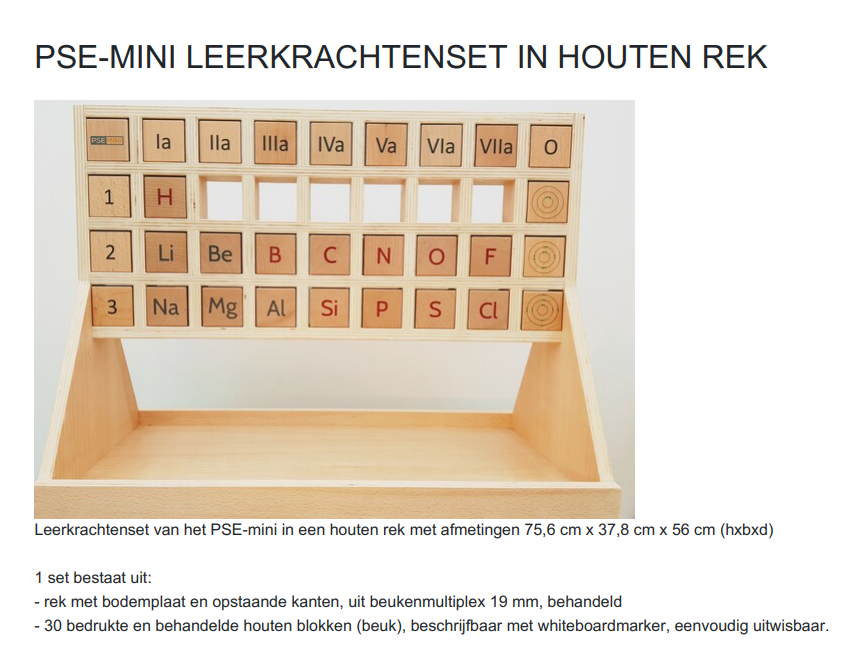 PSE-MINI LEERKRACHTENSET IN HOUTEN REK
PSEMINI Ia IIa IIIa IVa Va VIa VIIa O
1 H
2 Li Be B C N O F
3 Na Mg Al Si P S Cl
Leerkrachtenset van het PSE-mini in een houten rek met afmetingen 75,6 cm x 37,8 cm x 56 cm (hxbxd)
1 set bestaat uit:
- rek met bodemplaat en opstaande kanten, uit beukenmultiplex 19 mm, behandeld
- 30 bedrukte en behandelde houten blokken (beuk), beschrijfbaar met whiteboardmarker, eenvoudig uitwisbaar.